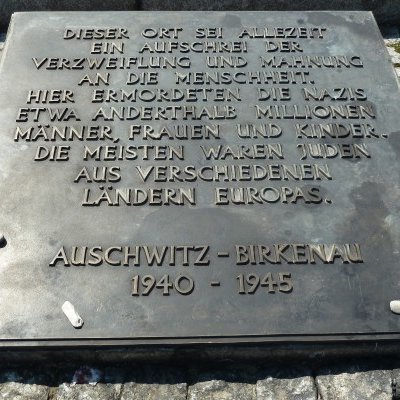 DIESER ORT SEI ALLEZEIT
EIN AUFSCHREI DER
VERZWEIFLUNG UND MAHNUNG
AN DIE MENSCHHEIT.
HIER ERMORDETEN DIE NAZIS
ETWA ANDERTHALB MILLIONEN
MÄNNER, FRAUEN UND KINDER.
DIE MEISTEN WAREN JUDEN
AUS VERSCHIEDENEN
LÄNDERN EUROPAS.
AUSCHWITZ - BIRKENAU
1940 - 1945